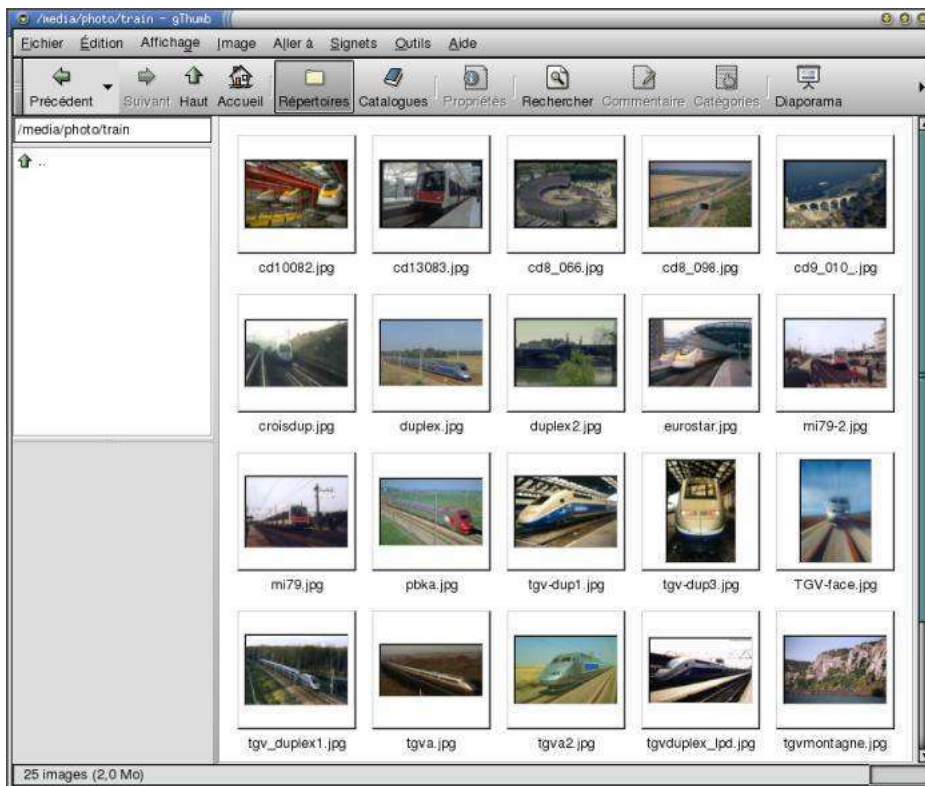 /media/photo/train - gThumb
Fichier Édition Affichage Image Aller à Signets Outils Aide
Précédent Suivant Haut Accueil Répertoires Catalogues Propriétés Rechercher Commentaire Catégories Diaporama
/media/photo/train
..
cd10082.jpg cd13083.jpg cd8_066.jpg cd8_098.jpg cd9_010_.jpg
croisdup.jpg duplex.jpg duplex2.jpg eurostar.jpg mi79-2.jpg
mi79.jpg pbka.jpg tgv-dup1.jpg tgv-dup3.jpg TGV-face.jpg
tgv_duplex1.jpg tgva.jpg tgva2.jpg tgvduplex_lpd.jpg tgvmontagne.jpg
25 images (2,0 Mo)